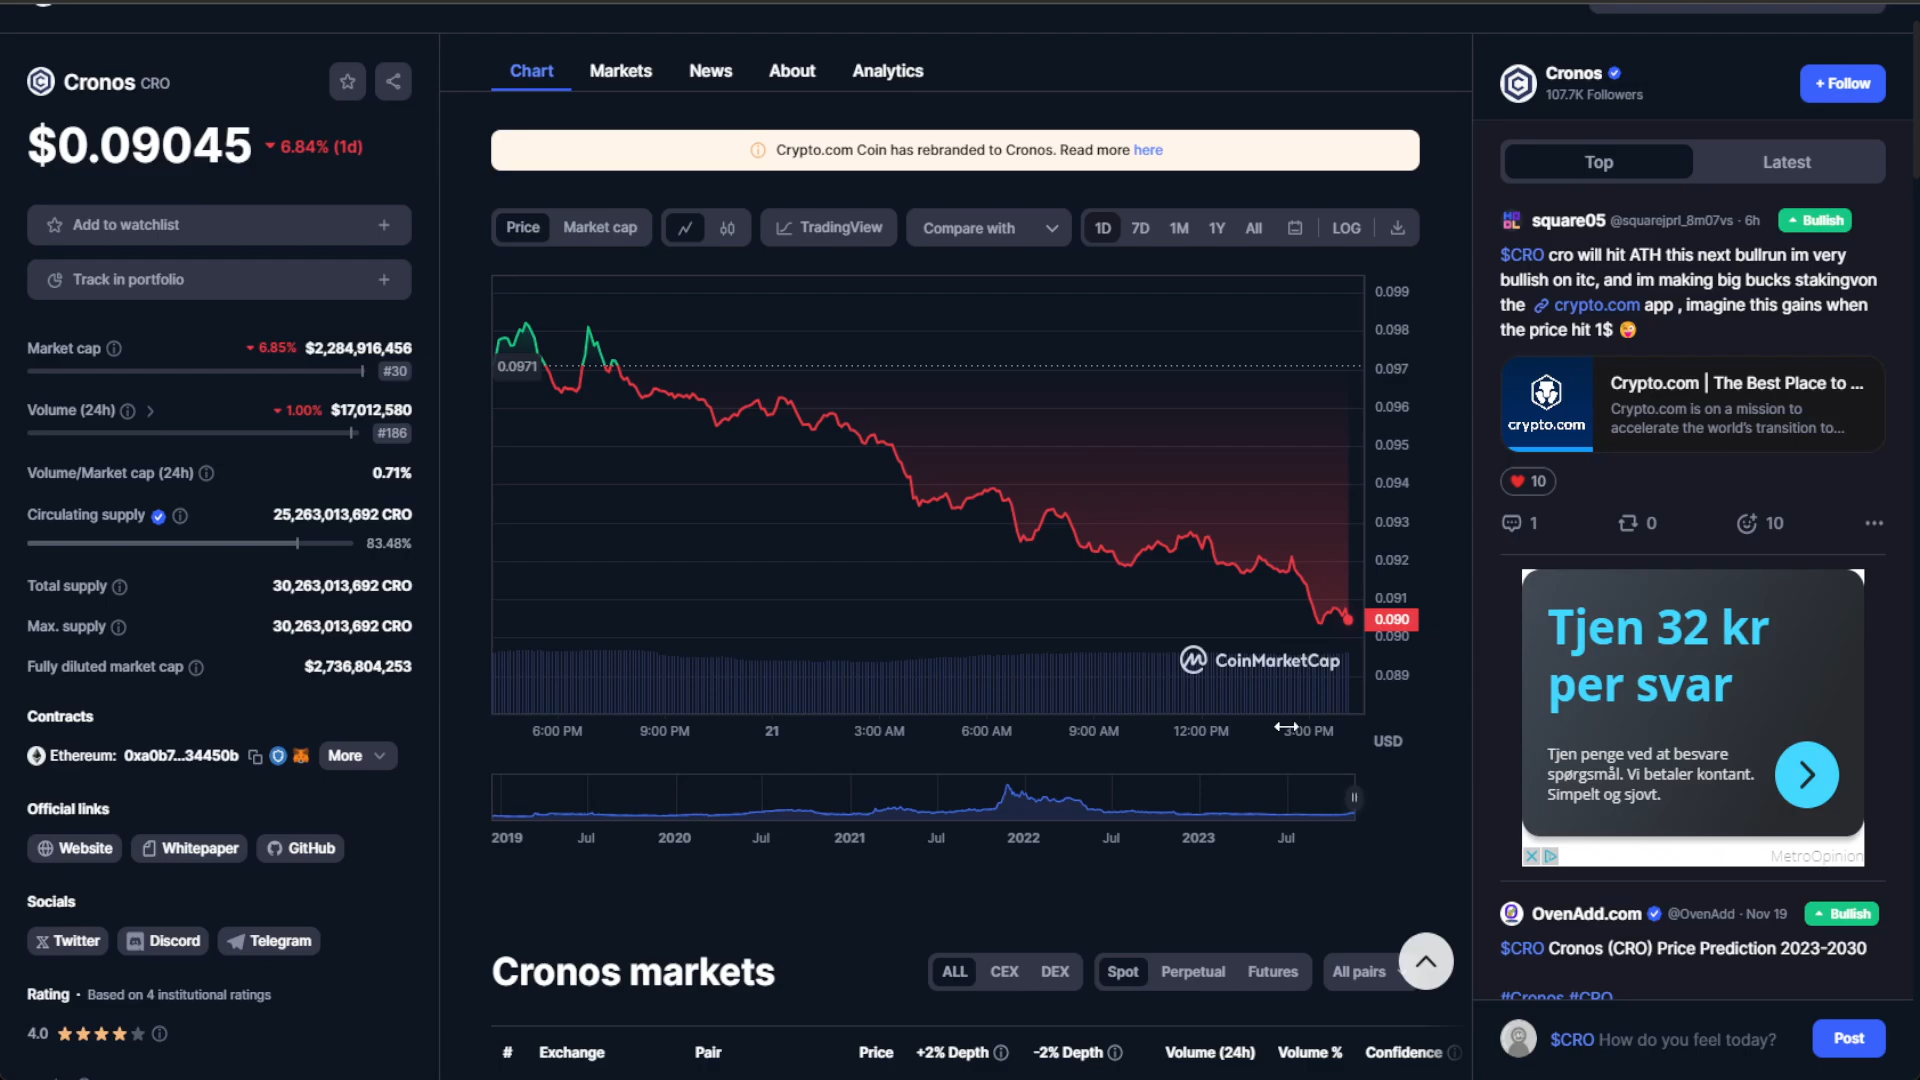 Cronos CRO
$0.09045 6.84% (1d)
Add to watchlist
Track in portfolio
Market cap 6.85% $2,284,916,456
#30
Volume (24h) 1.00% $17,012,580
#186
Volume/Market cap (24h) 0.71%
Circulating supply 25,263,013,692 CRO
83.48%
Total supply 30,263,013,692 CRO
Max. supply 30,263,013,692 CRO
Fully diluted market cap $2,736,804,253
Contracts
Ethereum: 0xa0b7...34450b More
Official links
Website Whitepaper GitHub
Socials
Twitter Discord Telegram
Rating · Based on 4 institutional ratings
4.0
Chart Markets News About Analytics
Crypto.com Coin has rebranded to Cronos. Read more here
Price Market cap TradingView Compare with 1D 7D 1M 1Y All LOG
0.0971
0.099
0.098
0.097
0.096
0.095
0.094
0.093
0.092
0.091
0.090
0.090
0.089
CoinMarketCap
6:00 PM 9:00 PM 21 3:00 AM 6:00 AM 9:00 AM 12:00 PM 3:00 PM
USD
2019 Jul 2020 Jul 2021 Jul 2022 Jul 2023 Jul
Cronos markets
ALL CEX DEX Spot Perpetual Futures All pairs
# Exchange Pair Price +2% Depth -2% Depth Volume (24h) Volume % Confidence
Cronos
107.7K Followers
+ Follow
Top Latest
square05 @squarejprl_8m07vs · 6h Bullish
$CRO cro will hit ATH this next bullrun im very
bullish on itc, and im making big bucks stakingvon
the crypto.com app , imagine this gains when
the price hit 1$
crypto.com
Crypto.com | The Best Place to ...
Crypto.com is on a mission to
accelerate the world's transition to...
10
1 0 10
Tjen 32 kr
per svar
Tjen penge ved at besvare
spørgsmål. Vi betaler kontant.
Simpelt og sjovt.
MetroOpinion
OvenAdd.com @OvenAdd · Nov 19 Bullish
$CRO Cronos (CRO) Price Prediction 2023-2030
#Cronos #CRO
$CRO How do you feel today?
Post